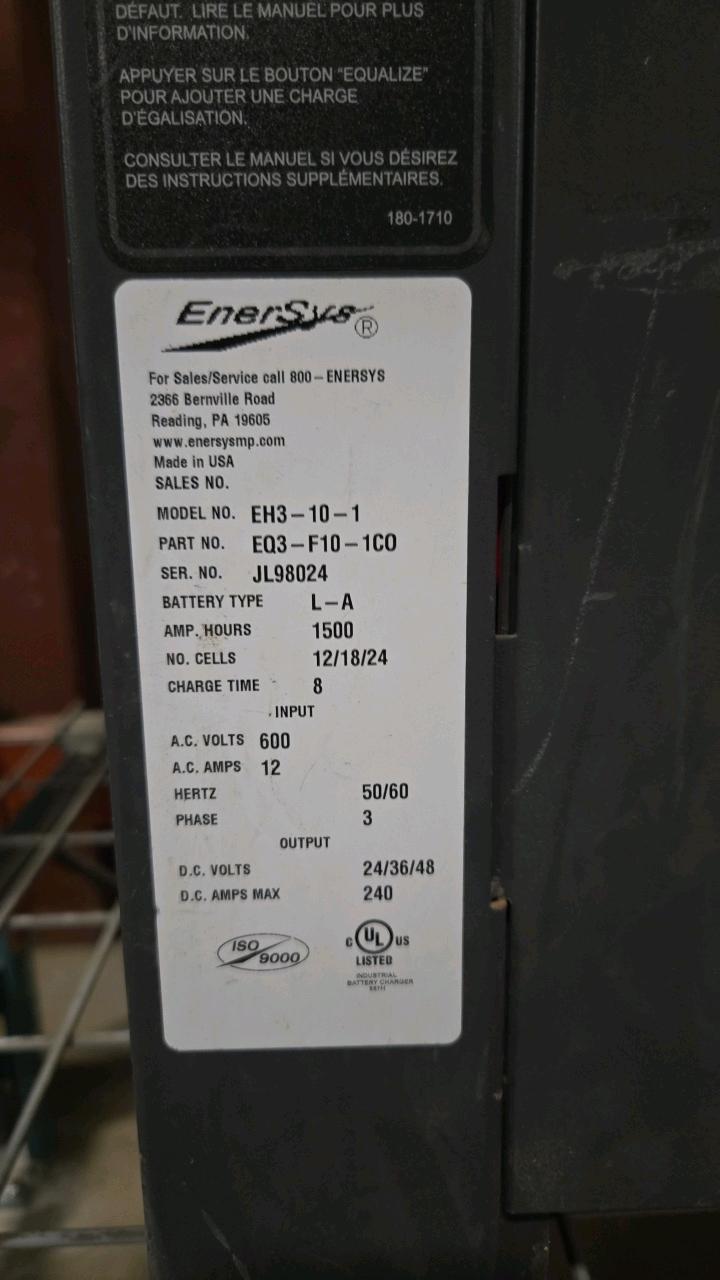 DÉFAUT. LIRE LE MANUEL POUR PLUS
D'INFORMATION.
APPUYER SUR LE BOUTON "EQUALIZE"
POUR AJOUTER UNE CHARGE
D'ÉGALISATION.
CONSULTER LE MANUEL SI VOUS DÉSIREZ
DES INSTRUCTIONS SUPPLÉMENTAIRES.
180-1710
EnerSys ®
For Sales/Service call 800-ENERSYS
2366 Bernville Road
Reading, PA 19605
www.enersysmp.com
Made in USA
SALES NO.
MODEL NO. EH3-10-1
PART NO. EQ3-F10-1CO
SER. NO. JL98024
BATTERY TYPE L-A
AMP. HOURS 1500
NO. CELLS 12/18/24
CHARGE TIME 8
INPUT
A.C. VOLTS 600
A.C. AMPS 12
HERTZ 50/60
PHASE 3
OUTPUT
D.C. VOLTS 24/36/48
D.C. AMPS MAX 240
ISO 9000
C UL US
LISTED
INDUSTRIAL
BATTERY CHARGER